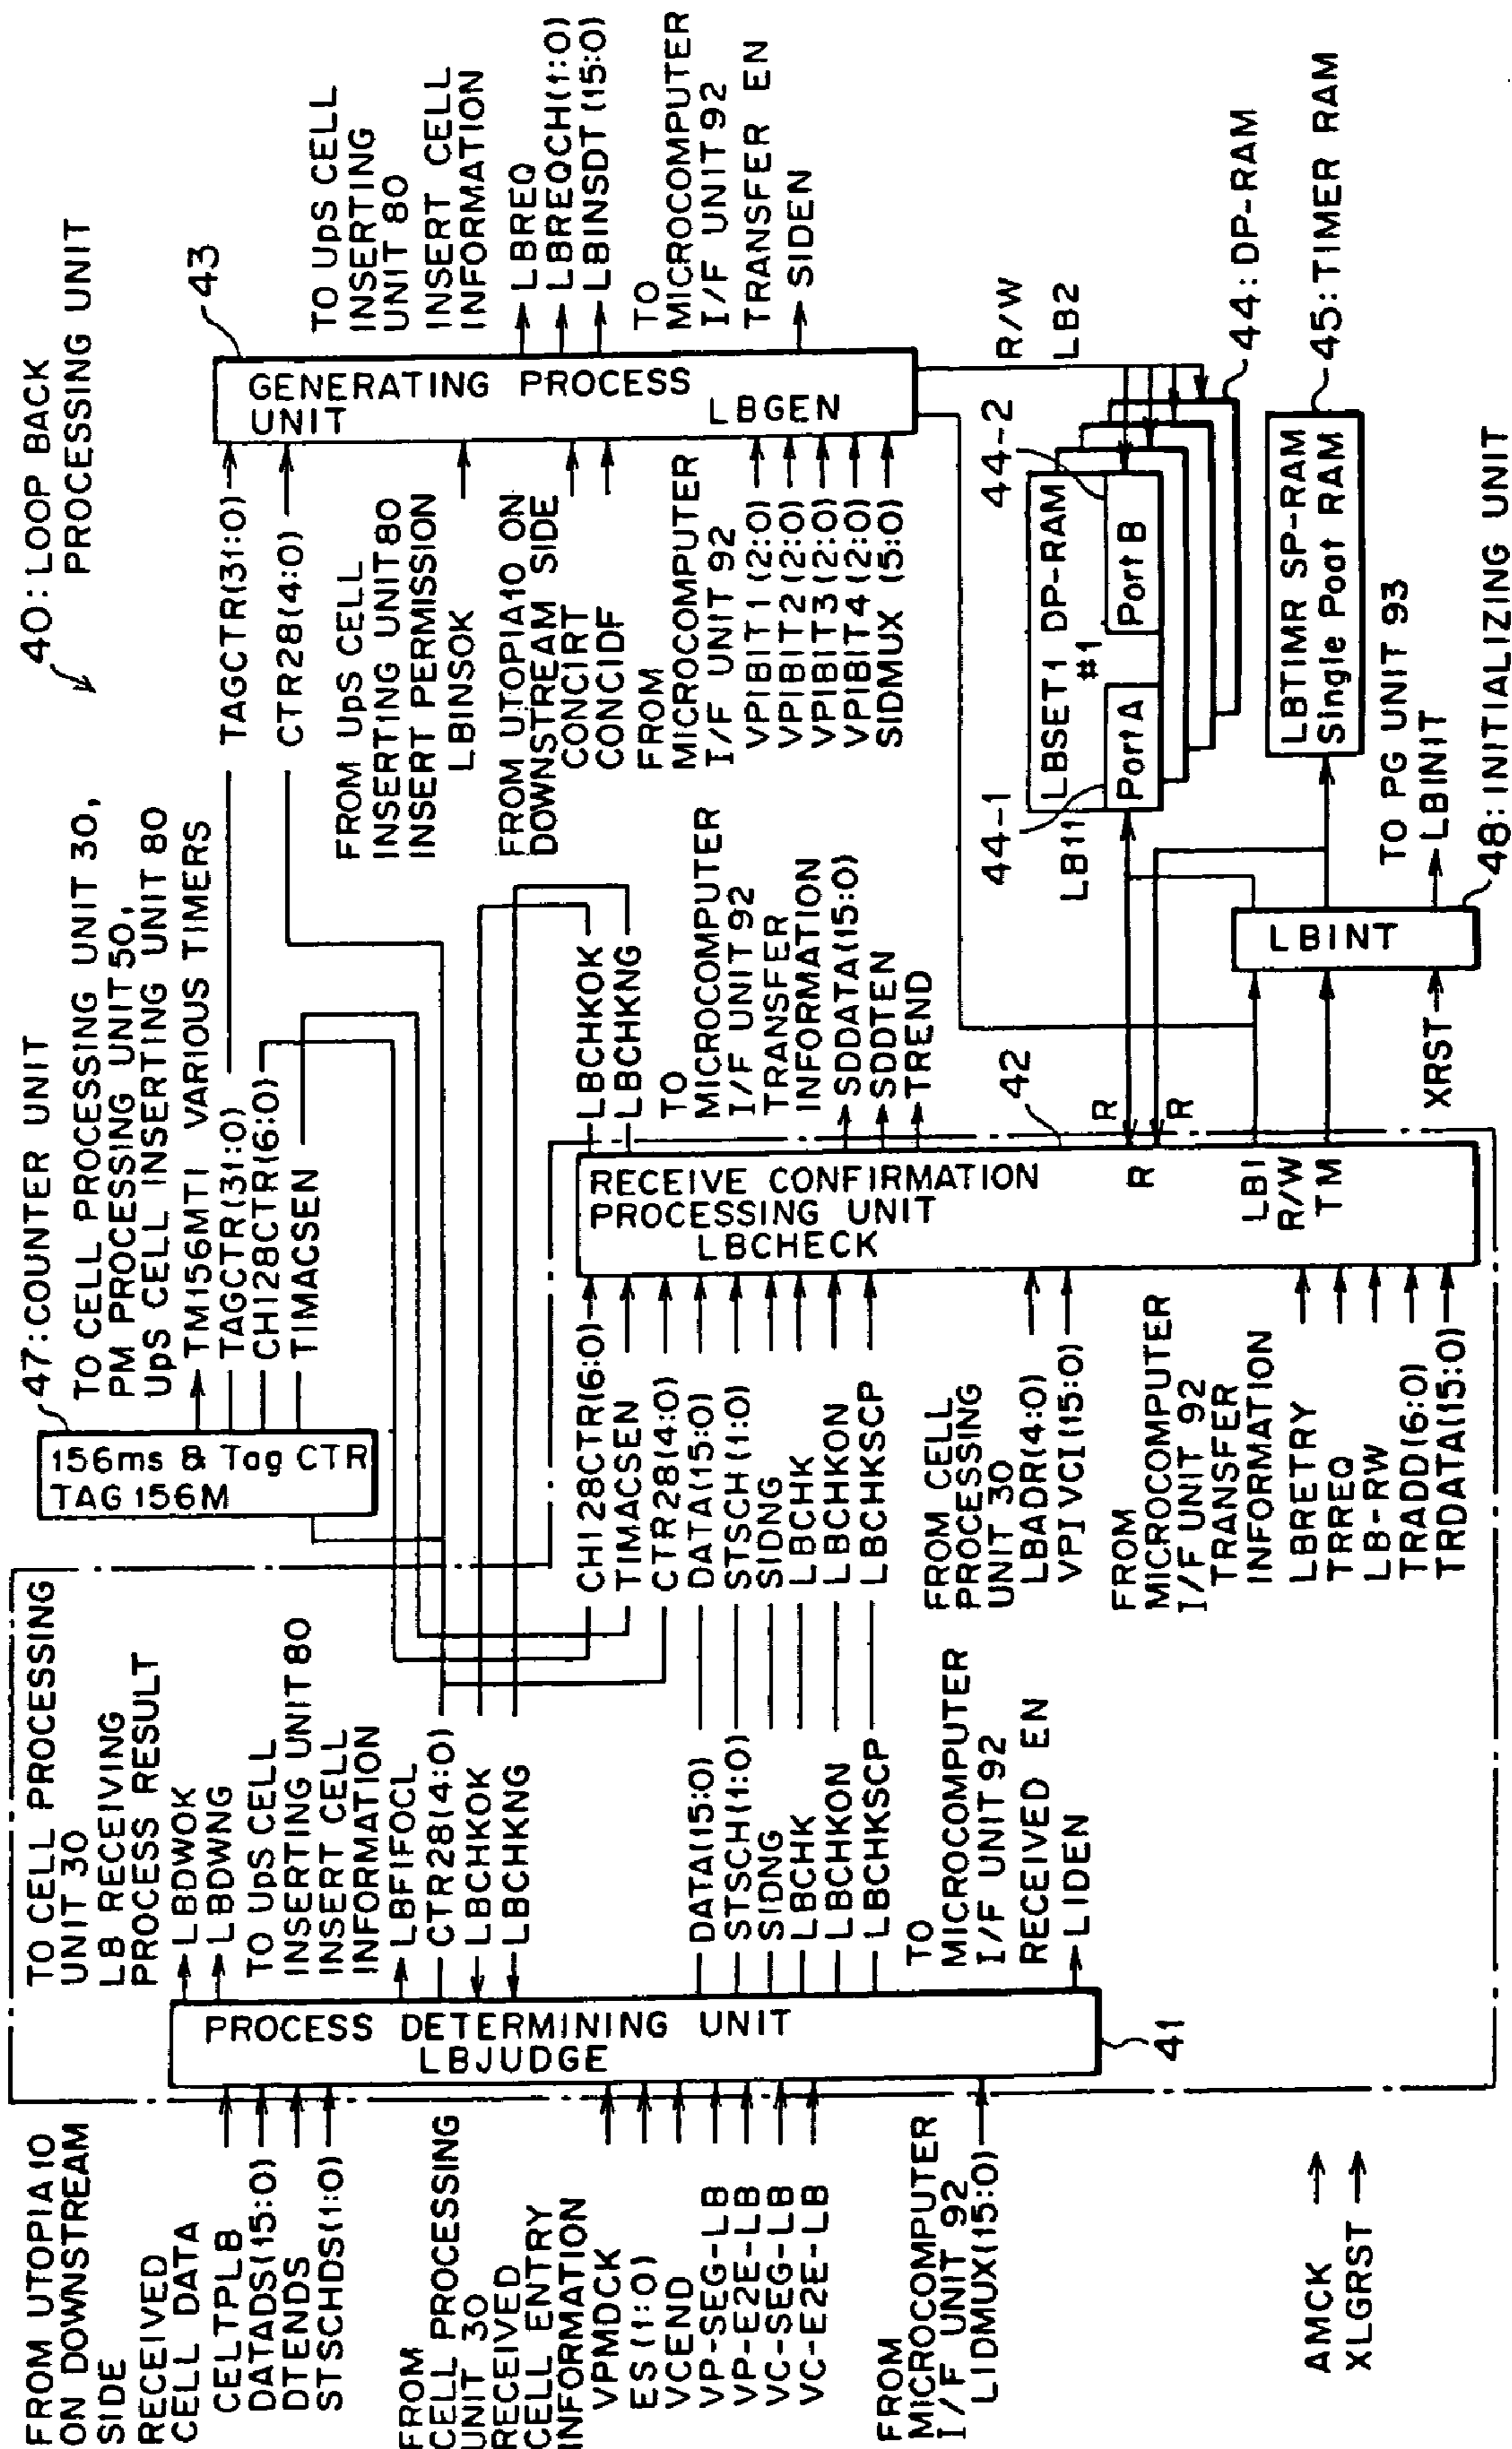 40: LOOP BACK
PROCESSING UNIT
47: COUNTER UNIT
TO CELL PROCESSING UNIT 30,
PM PROCESSING UNIT 50,
UpS CELL INSERTING UNIT 80
156ms & Tag CTR
TAG 156M
TM156MTI VARIOUS TIMERS
TAGCTR(31:0)
CH128CTR(6:0)
TIMACSEN
TAGCTR(31:0)
CTR28(4:0)
FROM UTOPIA10
ON DOWNSTREAM
SIDE
RECEIVED
CELL DATA
CELTPLB
DATADS(15:0)
DTENDS
STSCHDS(1:0)
FROM
CELL PROCESSING
UNIT 30
RECEIVED
CELL ENTRY
INFORMATION
VPMDCK
ES(1:0)
VCEND
VP-SEG-LB
VP-E2E-LB
VC-SEG-LB
VC-E2E-LB
FROM
MICROCOMPUTER
I/F UNIT 92
LIDMUX(15:0)
AMCK
XLGRST
PROCESS DETERMINING UNIT
LBJUDGE
41
TO CELL PROCESSING
UNIT 30
LB RECEIVING
PROCESS RESULT
LBDWOK
LBDWNG
TO UpS CELL
INSERTING UNIT 80
INSERT CELL
INFORMATION
LBFIFOCL
CTR28(4:0)
LBCHKOK
LBCHKNG
DATA(15:0)
STSCH(1:0)
SIDNG
LBCHK
LBCHKON
LBCHKSCP
TO
MICROCOMPUTER
I/F UNIT 92
RECEIVED EN
LIDEN
CH128CTR(6:0)
TIMACSEN
CTR28(4:0)
DATA(15:0)
STSCH(1:0)
SIDNG
LBCHK
LBCHKON
LBCHKSCP
FROM CELL
PROCESSING
UNIT 30
LBADR(4:0)
VPIVCI(15:0)
FROM
MICROCOMPUTER
I/F UNIT 92
TRANSFER
INFORMATION
LBRETRY
TRREQ
LB-RW
TRADD(6:0)
TRDATA(15:0)
RECEIVE CONFIRMATION
PROCESSING UNIT
LBCHECK
R
LBI
R/W
TM
42
LBCHKOK
LBCHKNG
TO
MICROCOMPUTER
I/F UNIT 92
TRANSFER
INFORMATION
SDDATA(15:0)
SDDTEN
TREND
R
R
XRST
LBINT
48: INITIALIZING UNIT
TO PG UNIT 93
LBINIT
FROM UpS CELL
INSERTING UNIT 80
INSERT PERMISSION
LBINSOK
FROM UTOPIA10 ON
DOWNSTREAM SIDE
CONCIRT
CONCIDF
FROM
MICROCOMPUTER
I/F UNIT 92
VPIBIT1 (2:0)
VPIBIT2 (2:0)
VPIBIT3 (2:0)
VPIBIT4 (2:0)
SIDMUX (5:0)
GENERATING PROCESS
UNIT
LBGEN
43
TO UpS CELL
INSERTING
UNIT 80
INSERT CELL
INFORMATION
LBREQ
LBREQCH(1:0)
LBINSDT(15:0)
TO
MICROCOMPUTER
I/F UNIT 92
TRANSFER EN
SIDEN
R/W
LB2
44-1
44-2
LB11
LBSET1 DP-RAM
#1
Port A
Port B
44: DP-RAM
LBTIMR SP-RAM
Single Poat RAM
45: TIMER RAM